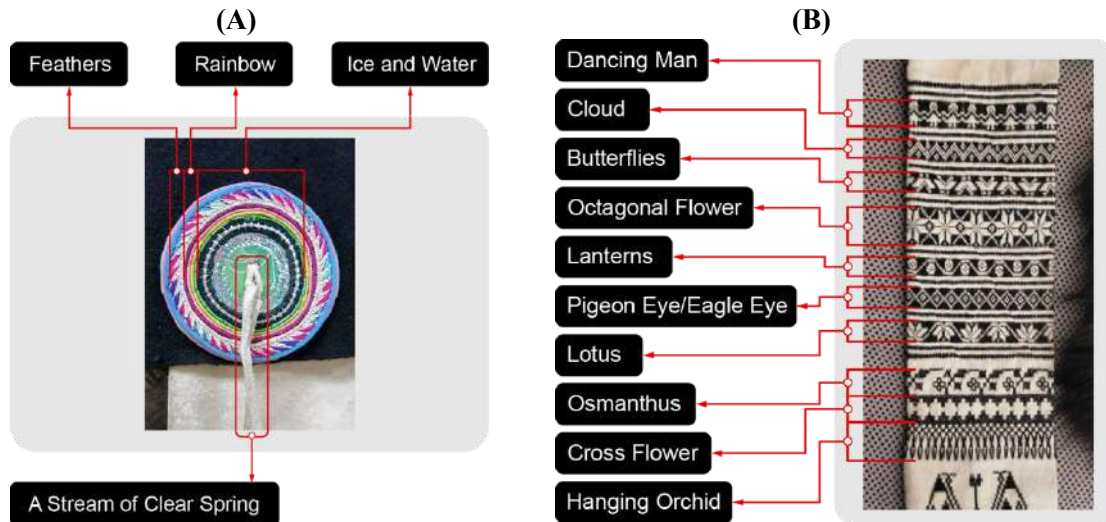 (A)
Feathers
Rainbow
Ice and Water
A Stream of Clear Spring
(B)
Dancing Man
Cloud
Butterflies
Octagonal Flower
Lanterns
Pigeon Eye/Eagle Eye
Lotus
Osmanthus
Cross Flower
Hanging Orchid